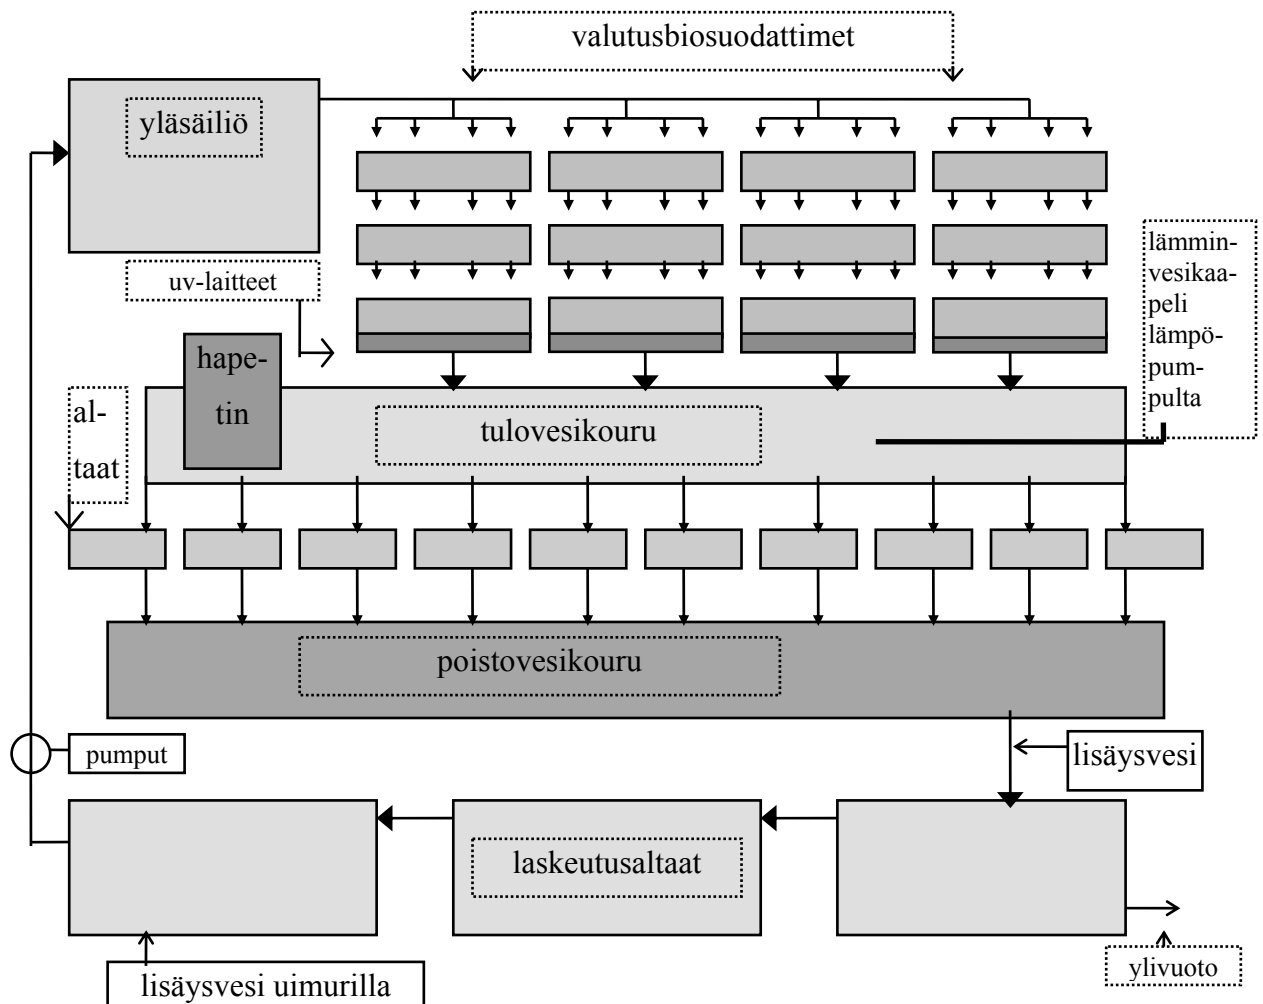 valutusbiosuodattimet
yläsäiliö
uv-laitteet
lämmin-
vesikaa-
peli
lämpö-
pum-
pulta
hape-
tin
al-
taat
tulovesikouru
poistovesikouru
pumput
lisäysvesi
laskeutusaltaat
ylivuoto
lisäysvesi uimurilla